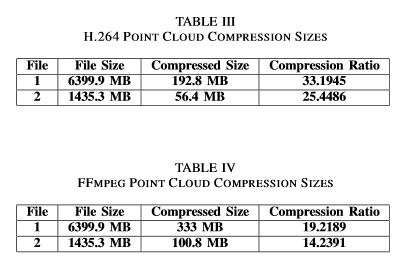 TABLE III
H.264 POINT CLOUD COMPRESSION SIZES
File File Size Compressed Size Compression Ratio
1 6399.9 MB 192.8 MB 33.1945
2 1435.3 MB 56.4 MB 25.4486
TABLE IV
FFMPEG POINT CLOUD COMPRESSION SIZES
File File Size Compressed Size Compression Ratio
1 6399.9 MB 333 MB 19.2189
2 1435.3 MB 100.8 MB 14.2391